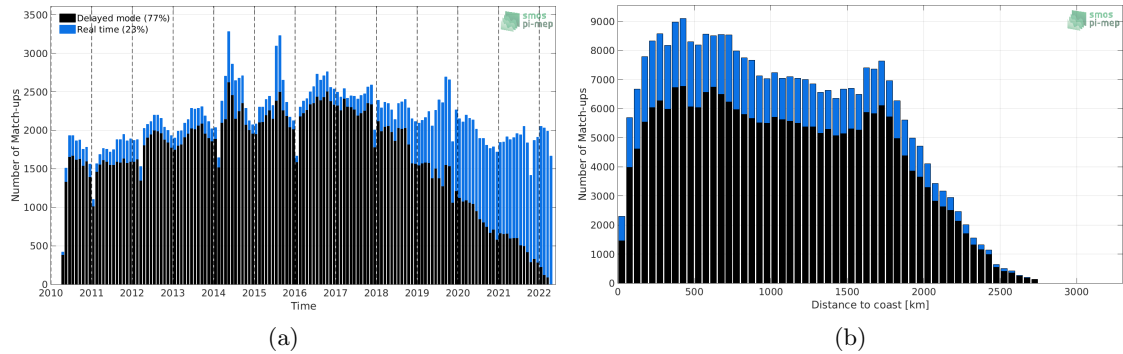 Delayed mode (77%)
Real time (23%)
smos
pi-mep
Number of Match-ups
3500
3000
2500
2000
1500
1000
500
0
2010 2011 2012 2013 2014 2015 2016 2017 2018 2019 2020 2021 2022
Time
(a)
smos
pi-mep
Number of Match-ups
9000
8000
7000
6000
5000
4000
3000
2000
1000
0
0 500 1000 1500 2000 2500 3000
Distance to coast [km]
(b)